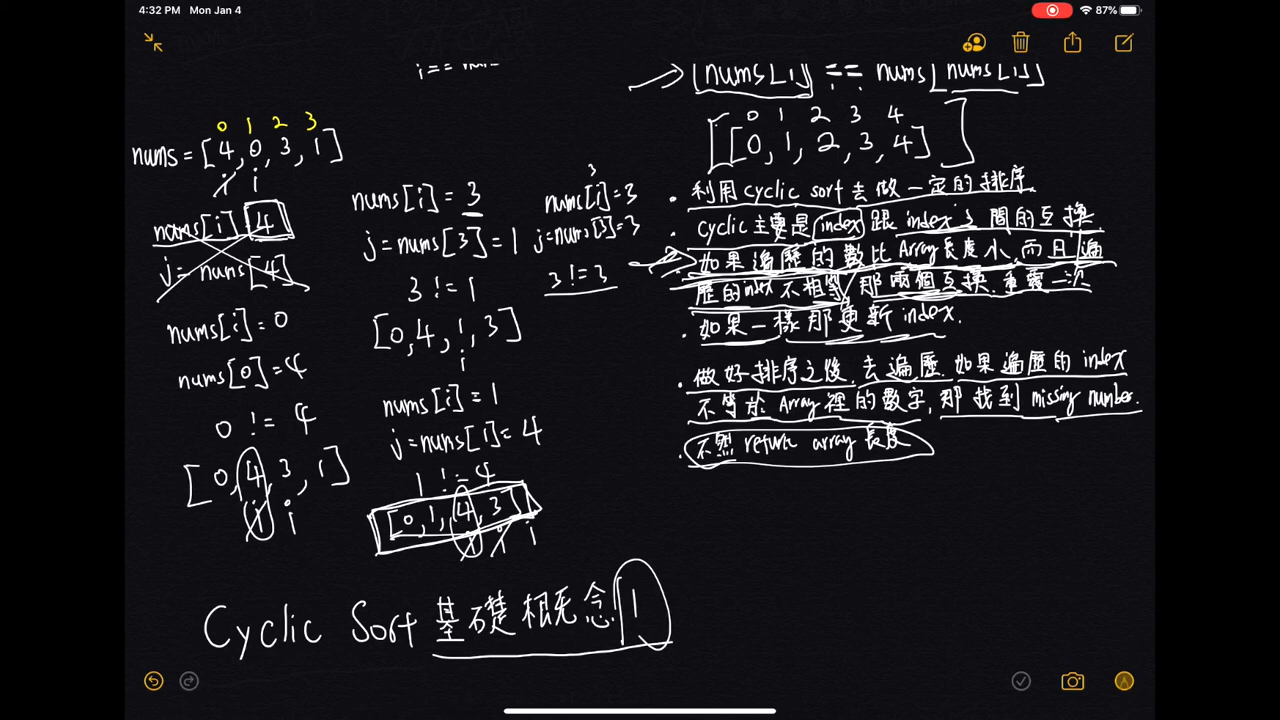 4:32 PM Mon Jan 4
87%
0 1 2 3
nums = [4, 0, 3, 1]
i i
nums[i] 4
j = nums[4]
nums[i] = 0
nums[0] = 4
0 != 4
[0, 4, 3, 1]
i i
nums[i] = 3
j = nums[3] = 1
3 != 1
[0, 4, 1, 3]
i
nums[i] = 1
j = nums[1] = 4
1 != 4
[0, 1, 4, 3]
i i i
3
nums[i] = 3
j = nums[3] = 3
3 != 3
[nums[i]] == nums[nums[i]]
0 1 2 3 4
[[0, 1, 2, 3, 4]]
· 利用 cyclic sort 去做一定的排序
· cyclic 主要是 index 跟 index's 間的互換
· 如果遍歷的數比 Array 長度小, 而且 遍
歷的 index 不相等, 那兩個互換. 重覆一次
· 如果一樣那更新 index.
· 做好排序之後, 去遍歷. 如果遍歷的 index
不等於 Array 裡的數字, 那找到 missing number.
· 不然 return array 長度
Cyclic Sort 基礎概念 1